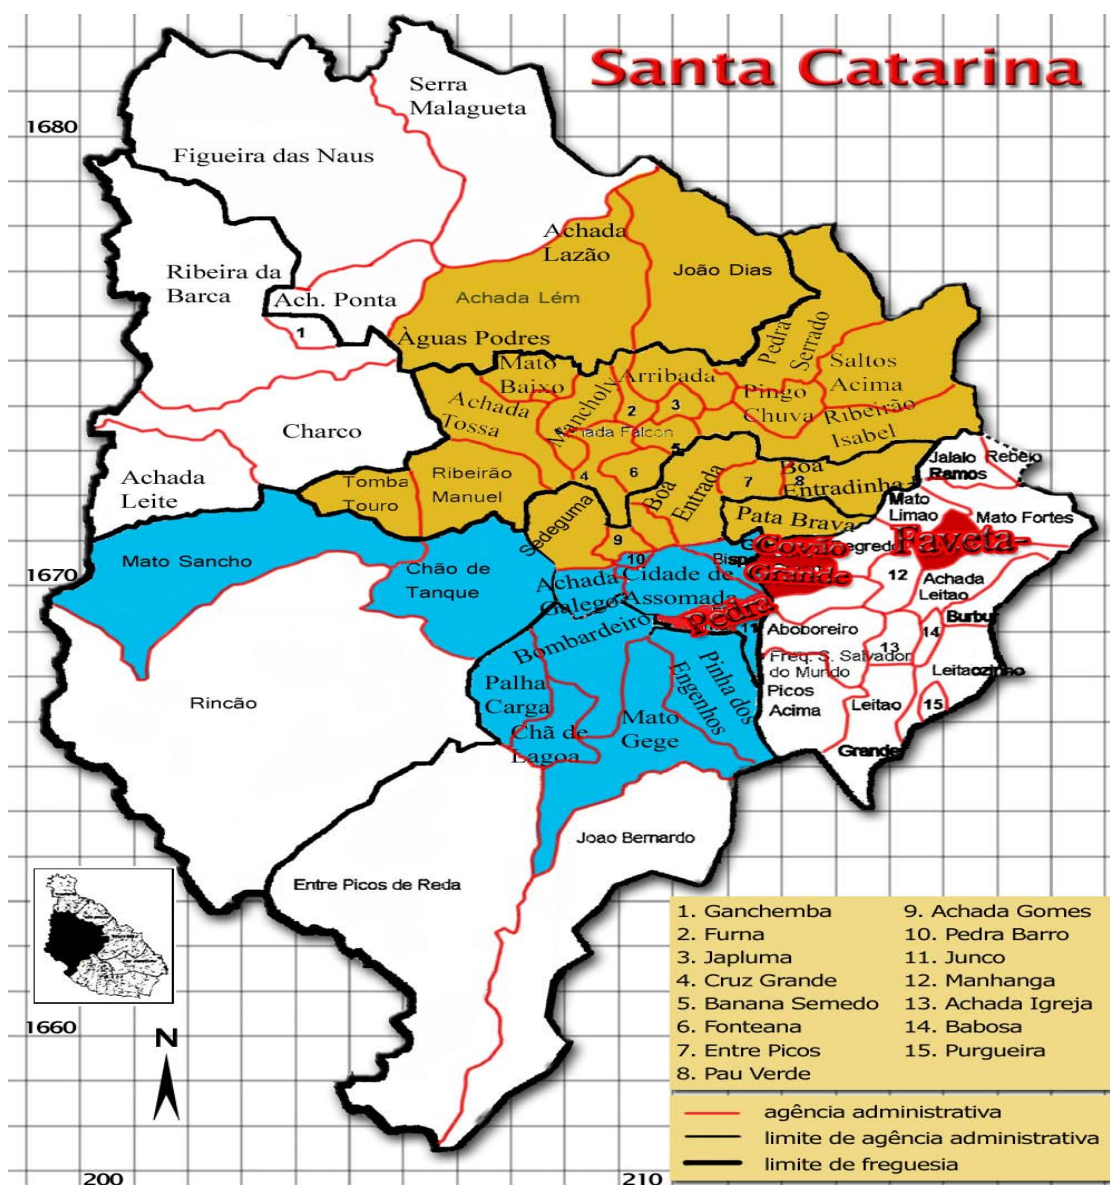 Santa Catarina
Serra
Malagueta
1680
Figueira das Naus
Achada
Lazão
Ribeira da
Barca
João Dias
Ach. Ponta
Achada Lém
1
Àguas Podres
Pedra
Serrado
Mato
Baixo
Arribada
Saltos
Acima
Achada
Tossa
Mancholy
2
3
Pingo
Chuva
Ribeirão
Isabel
Charco
5
Jalalo
Ramos
Rebelo
Achada
Leite
Tomba
Touro
Ribeirão
Manuel
4
6
Boa
Entrada
7
8
Boa
Entradinha
Mato
Limao
Mato Fortes
Sedeguma
9
Pata Brava
Faveta-
Covão
Grande
Mato Sancho
1670
Chão de
Tanque
10
Achada
Galego
Cidade de
Assomada
12
Achada
Leitao
Pedra
11
Aboboreiro
13
14
Bombardeiro
Freq. S. Salvador
do Mundo
Picos
Acima
Pinha dos
Engenhos
Palha
Carga
Rincão
Mato
Gege
Leitao
15
Chã de
Lagoa
Grande
Joao Bernardo
Entre Picos de Reda
1. Ganchemba
2. Furna
3. Japluma
4. Cruz Grande
5. Banana Semedo
6. Fonteana
7. Entre Picos
8. Pau Verde
9. Achada Gomes
10. Pedra Barro
11. Junco
12. Manhanga
13. Achada Igreja
14. Babosa
15. Purgueira
1660
N
agência administrativa
limite de agência administrativa
limite de freguesia
200
210